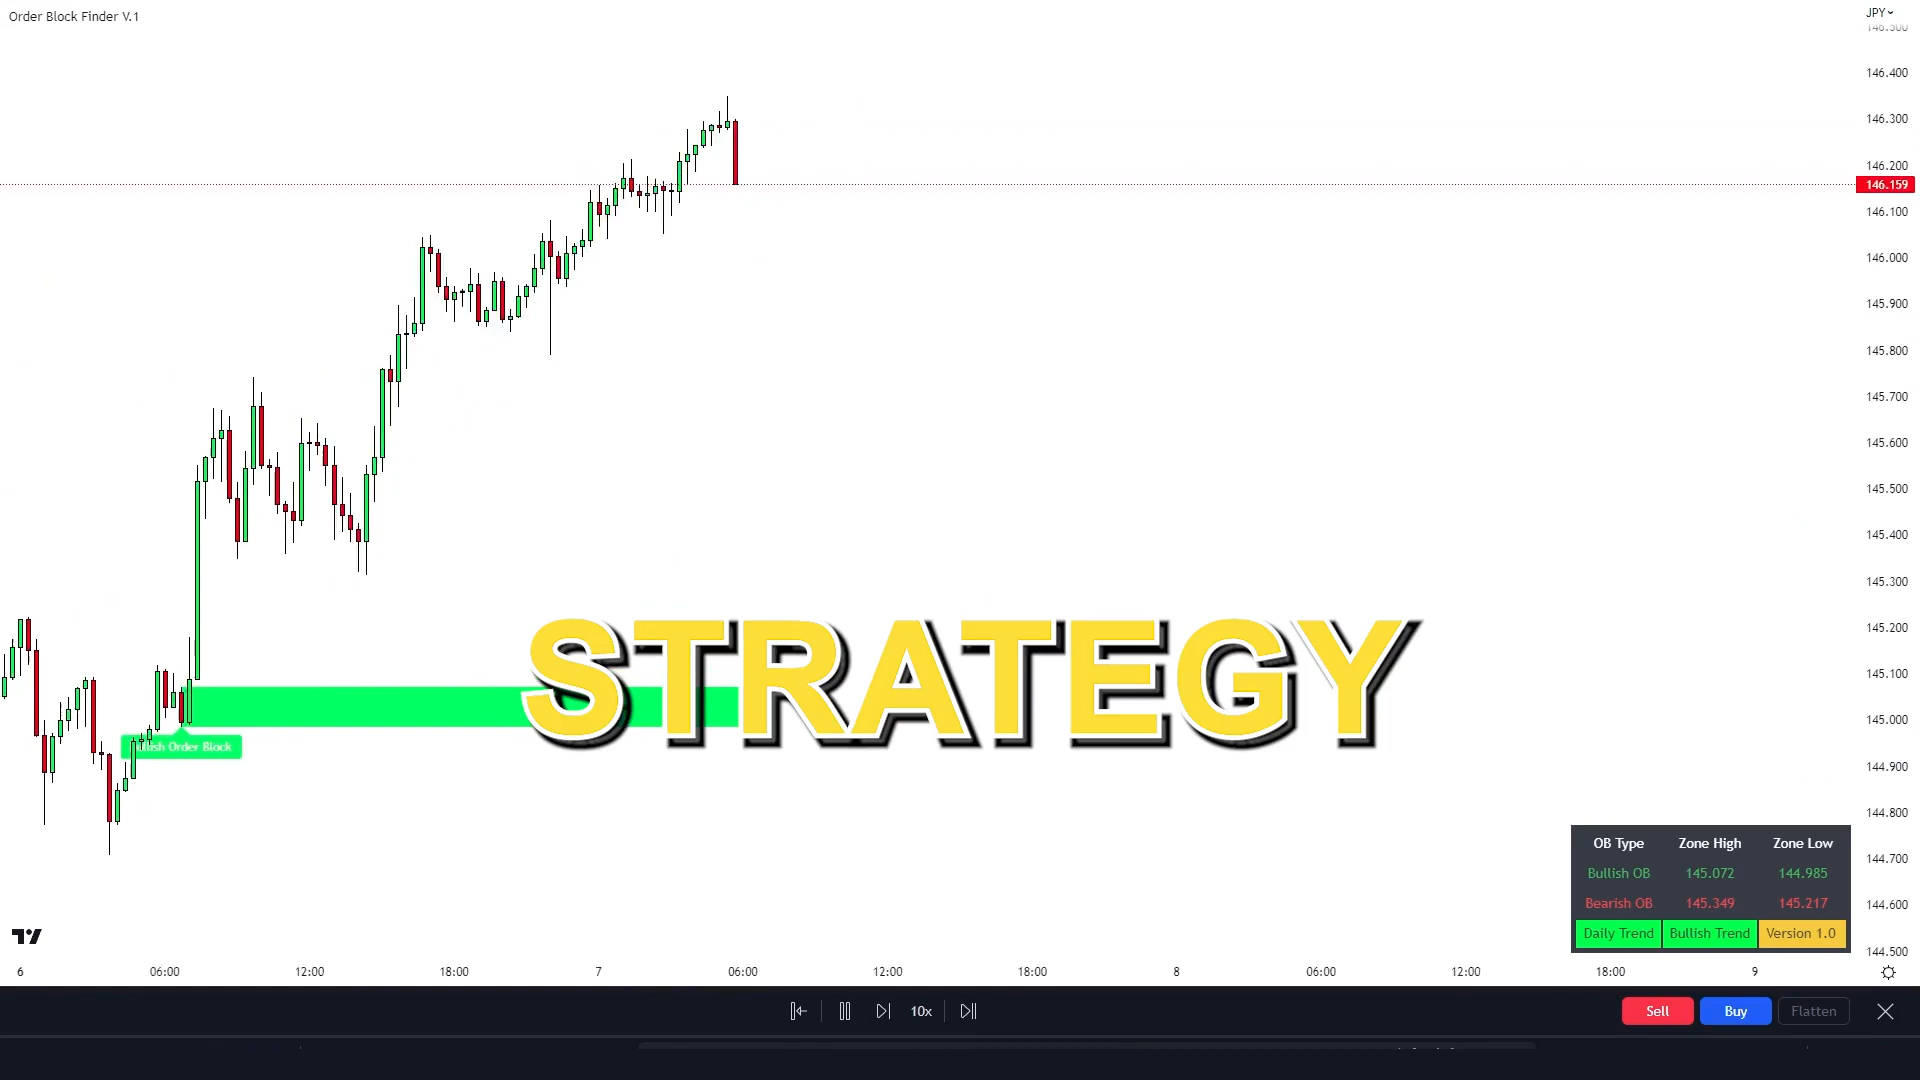 Order Block Finder V.1
JPY
146.500
146.400
146.300
146.200
146.159
146.100
146.000
145.900
145.800
145.700
145.600
145.500
145.400
145.300
145.200
145.100
145.000
144.900
144.800
144.700
144.600
144.500
STRATEGY
Order Block
OB Type Zone High Zone Low
Bullish OB 145.072 144.985
Bearish OB 145.349 145.217
Daily Trend Bullish Trend Version 1.0
6 06:00 12:00 18:00 7 06:00 12:00 18:00 8 06:00 12:00 18:00 9
10x
Sell Buy Flatten